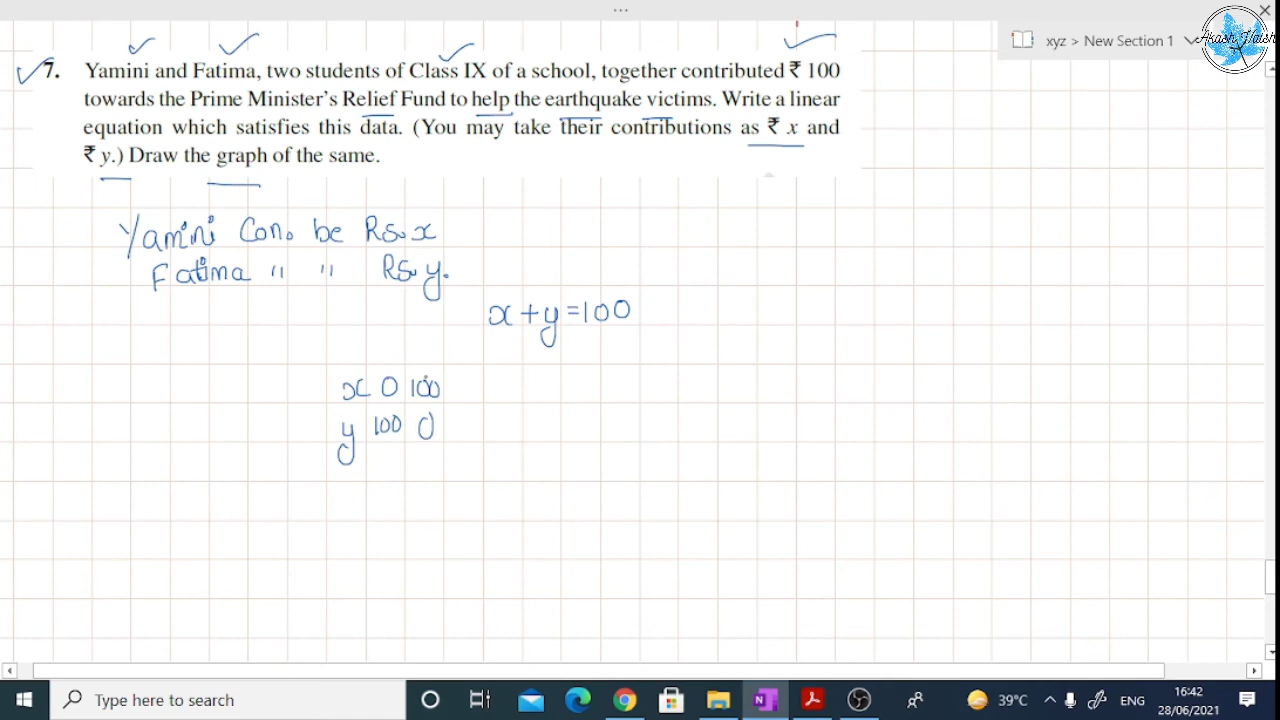 xyz > New Section 1
7. Yamini and Fatima, two students of Class IX of a school, together contributed ₹ 100
towards the Prime Minister's Relief Fund to help the earthquake victims. Write a linear
equation which satisfies this data. (You may take their contributions as ₹ x and
₹ y.) Draw the graph of the same.
Yamini Con. be Rs. x
Fatima " " Rs. y.
x + y = 100
x 0 100
y 100 0
Type here to search
39°C
ENG
16:42
28/06/2021